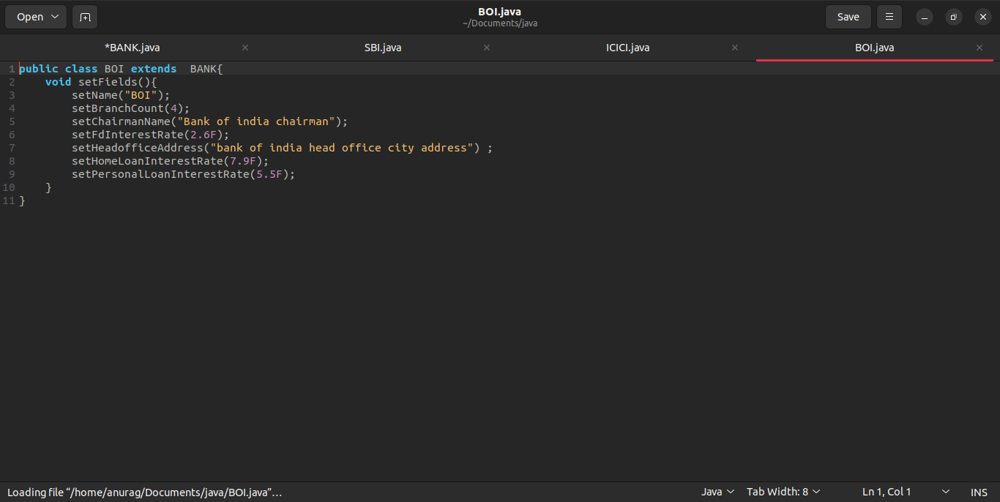 Open
BOI.java
~/Documents/java
Save
*BANK.java
SBI.java
ICICI.java
BOI.java
1 public class BOI extends  BANK{
2     void setFields(){
3         setName("BOI");
4         setBranchCount(4);
5         setChairmanName("Bank of india chairman");
6         setFdInterestRate(2.6F);
7         setHeadofficeAddress("bank of india head office city address") ;
8         setHomeLoanInterestRate(7.9F);
9         setPersonalLoanInterestRate(5.5F);
10     }
11 }
Loading file “/home/anurag/Documents/java/BOI.java”…
Java
Tab Width: 8
Ln 1, Col 1
INS